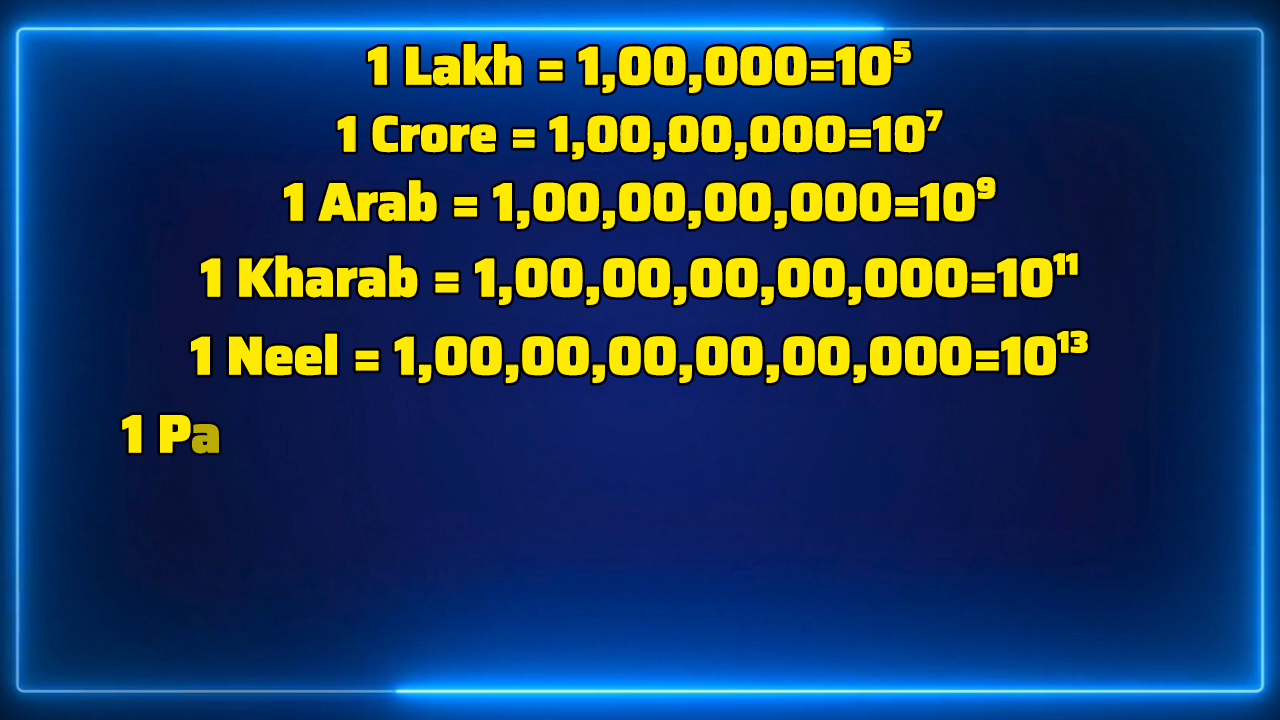 1 Lakh = 1,00,000=10⁵
1 Crore = 1,00,00,000=10⁷
1 Arab = 1,00,00,00,000=10⁹
1 Kharab = 1,00,00,00,00,000=10¹¹
1 Neel = 1,00,00,00,00,00,000=10¹³
1 Pa